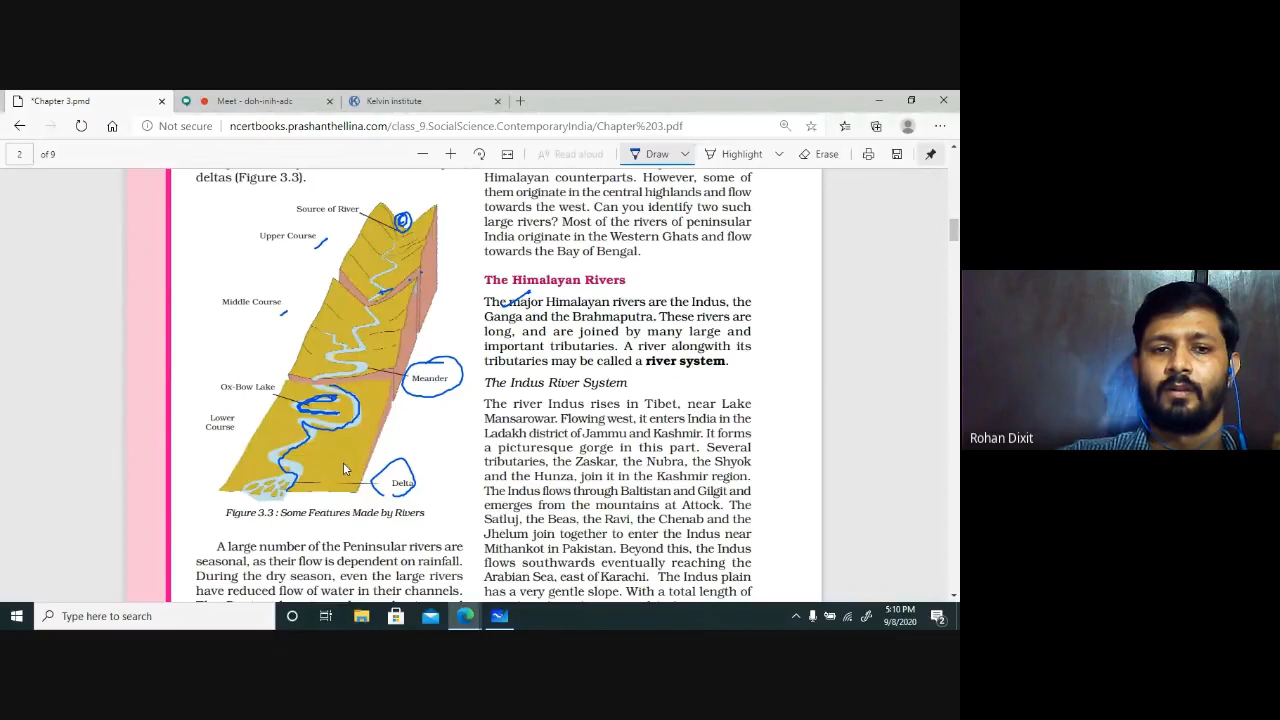 *Chapter 3.pmd
Meet - doh-inih-adc
Kelvin institute
Not secure
ncertbooks.prashanthellina.com/class_9.SocialScience.ContemporaryIndia/Chapter%203.pdf
2 of 9
Read aloud
Draw
Highlight
Erase
deltas (Figure 3.3).
Source of River
Upper Course
Middle Course
Meander
Ox-Bow Lake
Lower
Course
Delta
Figure 3.3 : Some Features Made by Rivers
A large number of the Peninsular rivers are
seasonal, as their flow is dependent on rainfall.
During the dry season, even the large rivers
have reduced flow of water in their channels.
Himalayan counterparts. However, some of
them originate in the central highlands and flow
towards the west. Can you identify two such
large rivers? Most of the rivers of peninsular
India originate in the Western Ghats and flow
towards the Bay of Bengal.
The Himalayan Rivers
The major Himalayan rivers are the Indus, the
Ganga and the Brahmaputra. These rivers are
long, and are joined by many large and
important tributaries. A river alongwith its
tributaries may be called a river system.
The Indus River System
The river Indus rises in Tibet, near Lake
Mansarowar. Flowing west, it enters India in the
Ladakh district of Jammu and Kashmir. It forms
a picturesque gorge in this part. Several
tributaries, the Zaskar, the Nubra, the Shyok
and the Hunza, join it in the Kashmir region.
The Indus flows through Baltistan and Gilgit and
emerges from the mountains at Attock. The
Satluj, the Beas, the Ravi, the Chenab and the
Jhelum join together to enter the Indus near
Mithankot in Pakistan. Beyond this, the Indus
flows southwards eventually reaching the
Arabian Sea, east of Karachi. The Indus plain
has a very gentle slope. With a total length of
Rohan Dixit
Type here to search
5:10 PM
9/8/2020
2